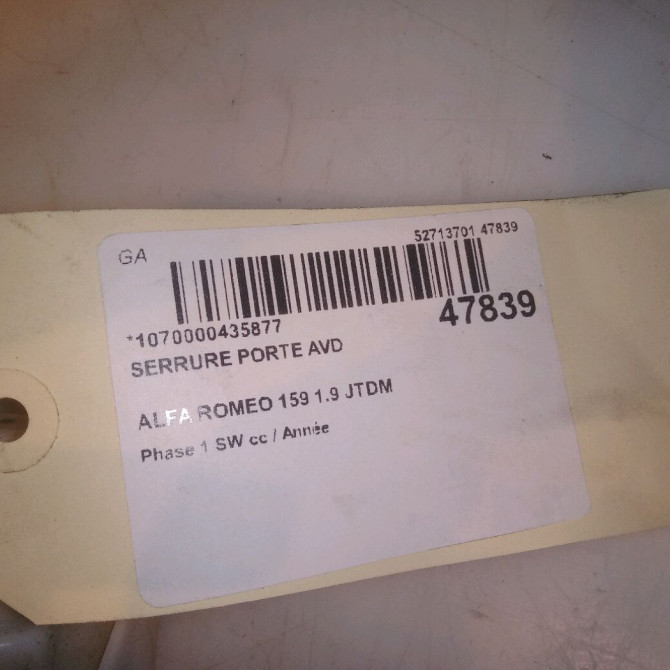 GA
52713701 47839
47839
*1070000435877
SERRURE PORTE AVD
ALFA ROMEO 159 1.9 JTDM
Phase 1 SW cc / Année